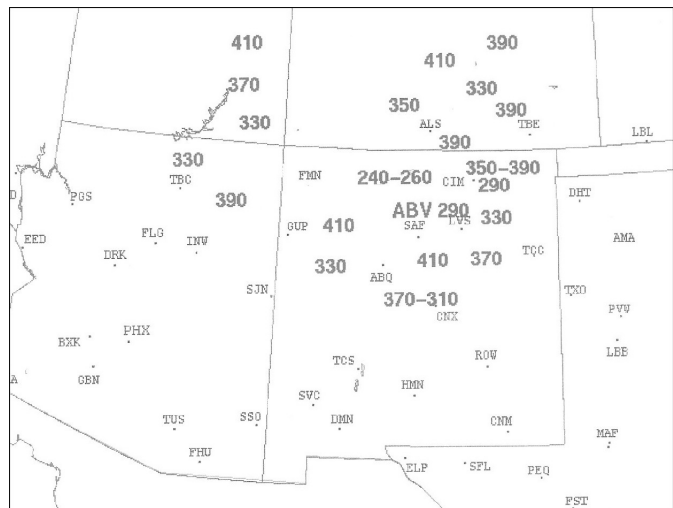 410
390
410
370
330
350
390
330
ALS
TBE
390
LBL
330
350-390
TBC
FMN
240-260
CIM
290
D
PGS
390
DHT
ABV 290
330
GUP
410
SAF
LVS
EED
FLG
INW
AMA
DRK
330
ABQ
410
370
TCC
SJN
370-310
TXO
CNX
PVW
BXK
PHX
LBB
TCS
ROW
A
GBN
SVC
HMN
TUS
SSO
DMN
CNM
MAF
FHU
ELP
SFL
PEQ
FST